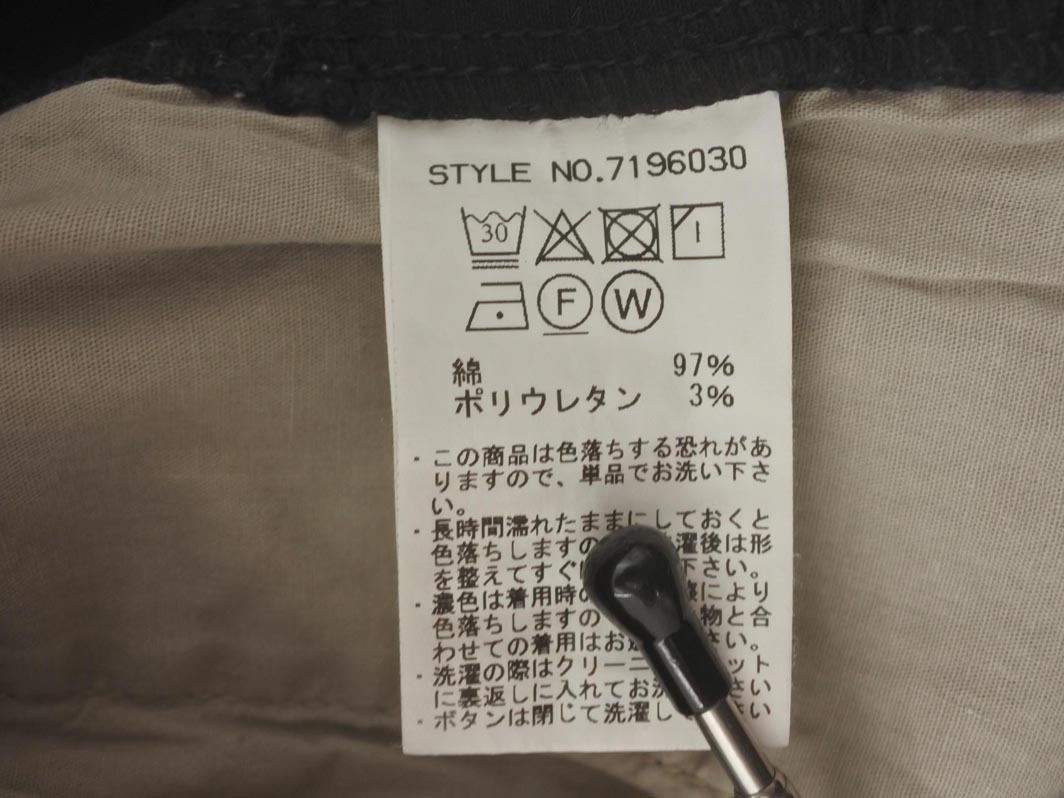 STYLE NO.7196030
30
F W
綿 97%
ポリウレタン 3%
・この商品は色落ちする恐れがあ
りますので、単品でお洗い下さ
い。
・長時間濡れたままにしておくと
色落ちしますの 濯後は形
を整えてすぐ 下さい。
・濃色は着用時の により
色落ちしますの 物と合
わせての着用はお さい。
・洗濯の際はクリーニ ット
に裏返しに入れてお洗 さい
・ボタンは閉じて洗濯し い